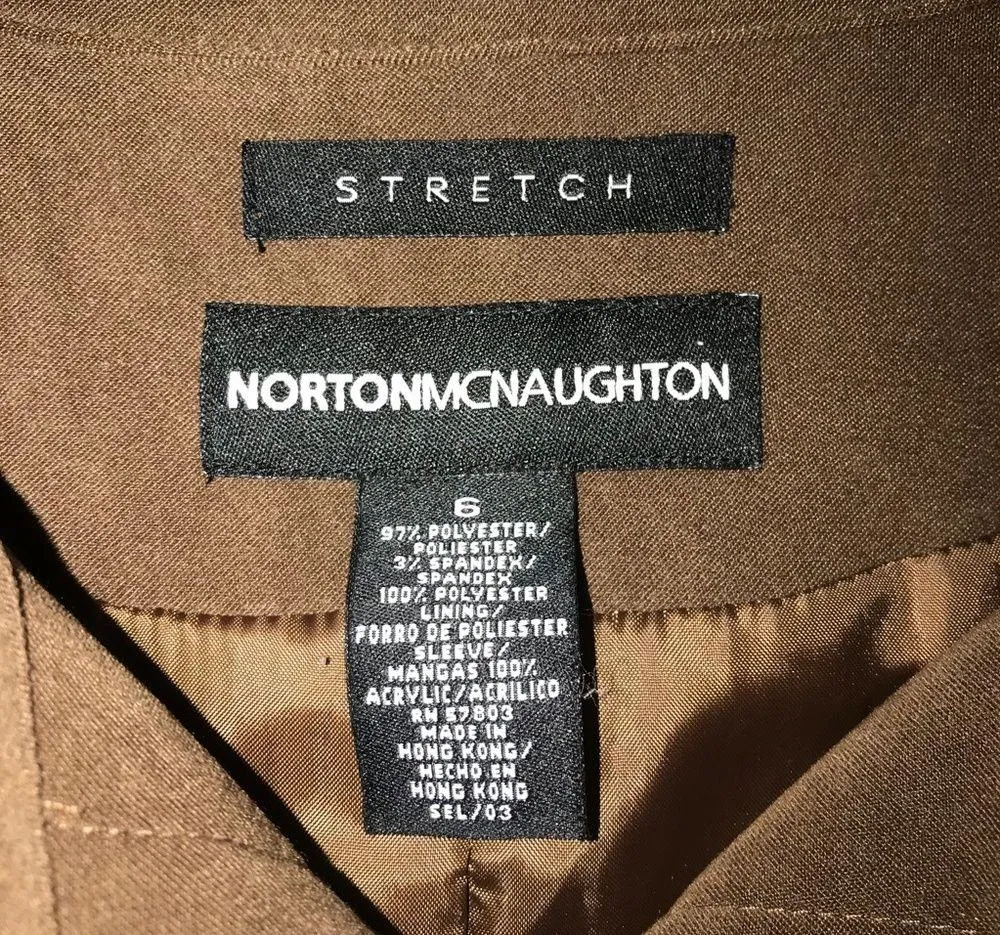 STRETCH
NORTONMCNAUGHTON
6
97% POLYESTER/
POLIESTER
3% SPANDEX/
SPANDEX
100% POLYESTER
LINING/
FORRO DE POLIESTER
SLEEVE/
MANGAS 100%
ACRYLIC/ACRILICO
RN 57803
MADE IN
HONG KONG/
HECHO EN
HONG KONG
SEL/03